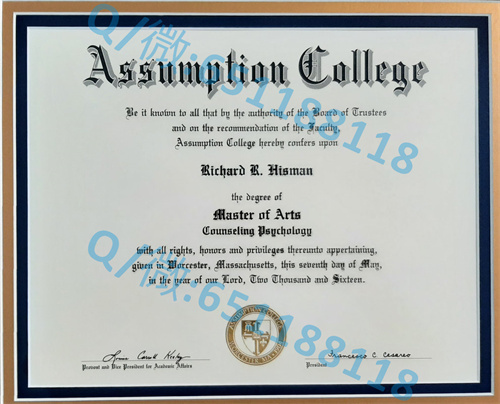 Assumption College
Be it known to all that by the authority of the Board of Trustees
and on the recommendation of the Faculty,
Assumption College hereby confers upon
Richard R. Hisman
the degree of
Master of Arts
Counseling Psychology
with all rights, honors and privileges thereunto appertaining,
given in Worcester, Massachusetts, this seventh day of May,
in the year of our Lord, Two Thousand and Sixteen.
Francesco C. Cesareo
Provost and Vice President for Academic Affairs
President
Q/微:651188118
Q/微:651188118